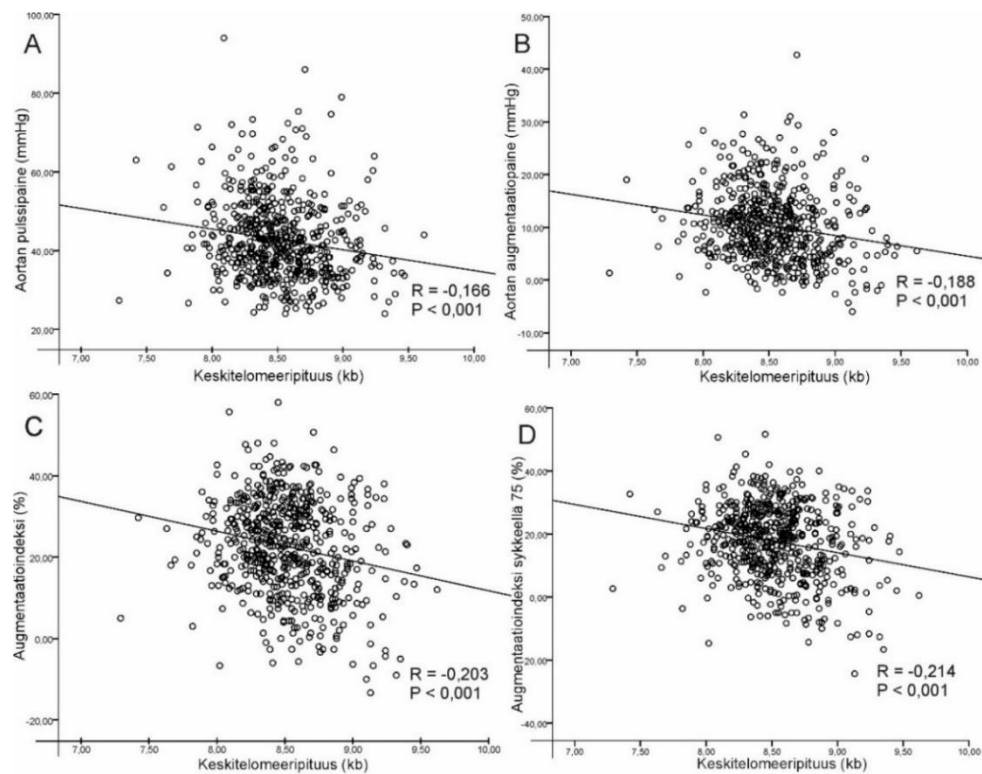 A
Aortan pulssipaine (mmHg)
100,00
80,00
60,00
40,00
20,00
7,00 7,50 8,00 8,50 9,00 9,50 10,00
Keskitelomeeripituus (kb)
R = -0,166
P < 0,001
B
Aortan augmentaatiopaine (mmHg)
50,00
40,00
30,00
20,00
10,00
0,00
-10,00
7,00 7,50 8,00 8,50 9,00 9,50 10,00
Keskitelomeeripituus (kb)
R = -0,188
P < 0,001
C
Augmentaatioindeksi (%)
60,00
40,00
20,00
0,00
-20,00
7,00 7,50 8,00 8,50 9,00 9,50 10,00
Keskitelomeeripituus (kb)
R = -0,203
P < 0,001
D
Augmentaatioindeksi sykkeellä 75 (%)
60,00
40,00
20,00
0,00
-20,00
-40,00
7,00 7,50 8,00 8,50 9,00 9,50 10,00
Keskitelomeeripituus (kb)
R = -0,214
P < 0,001